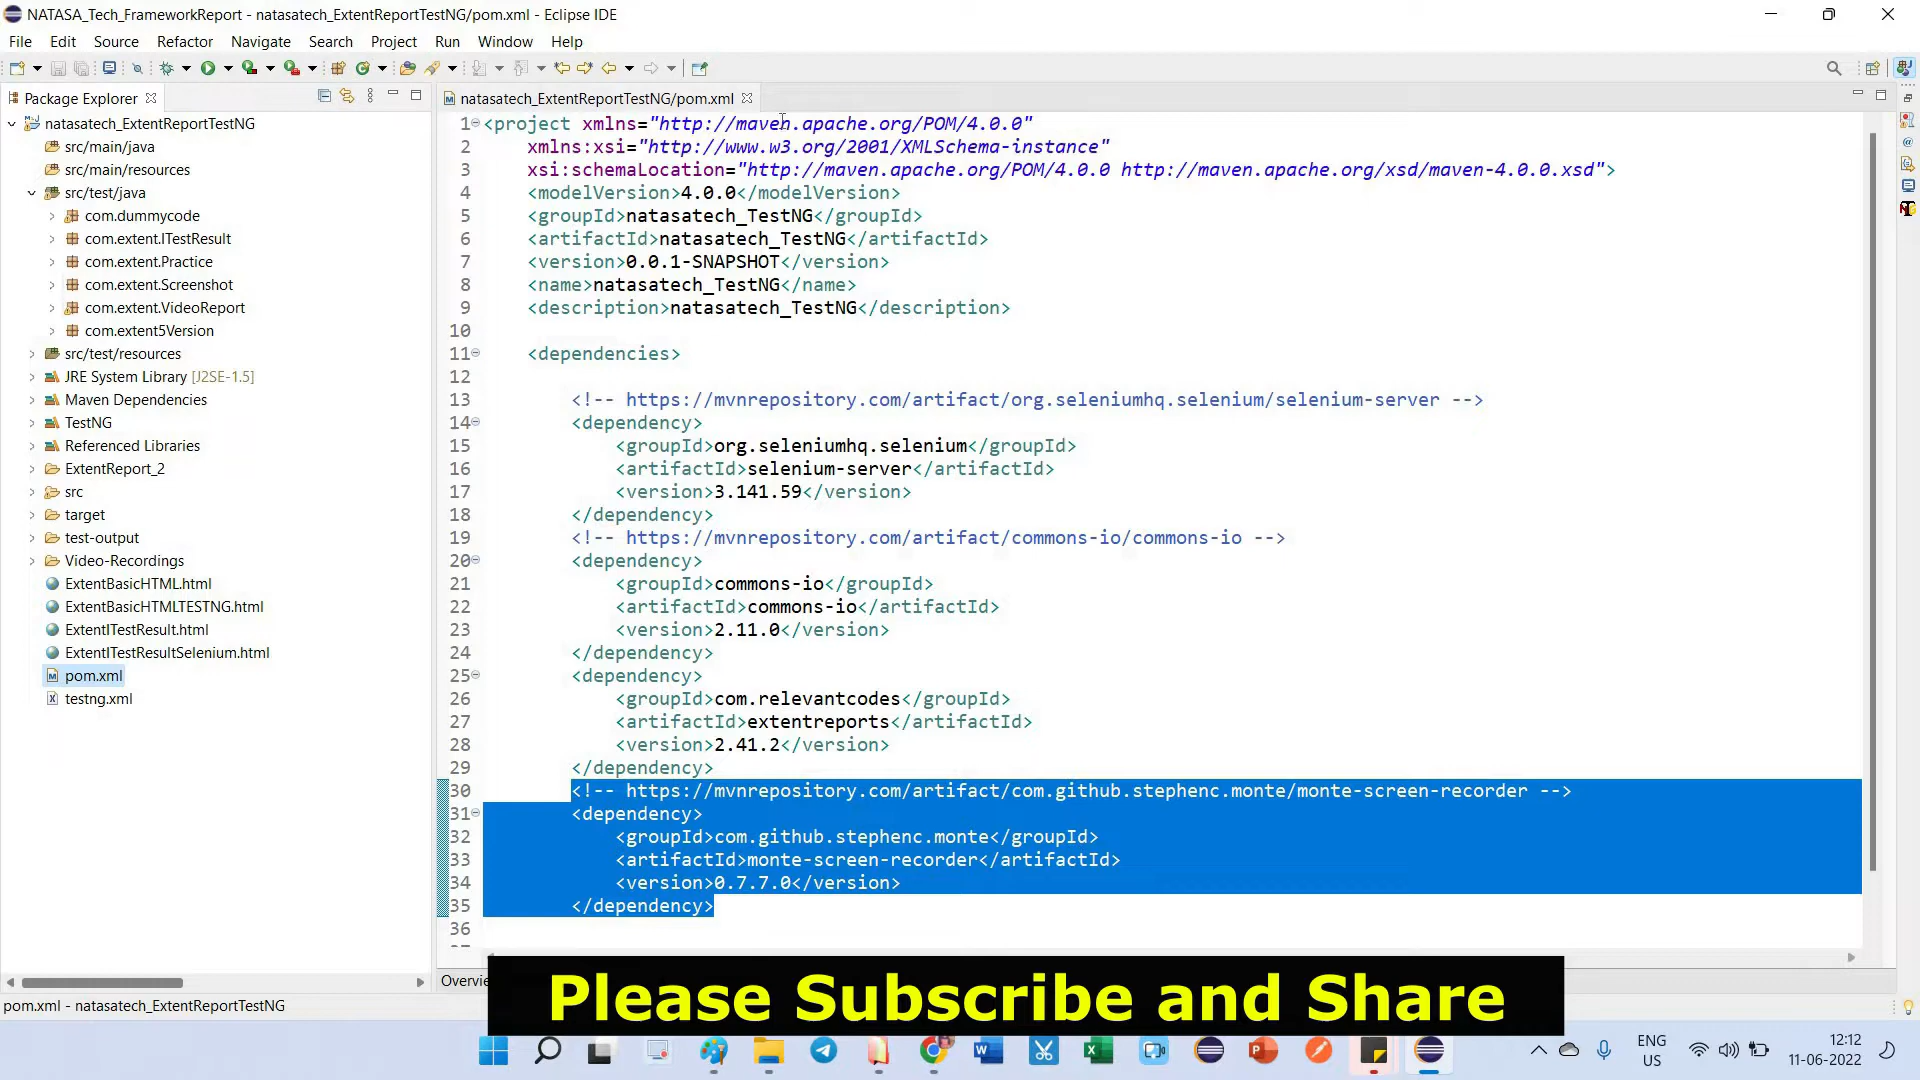 NATASA_Tech_FrameworkReport - natasatech_ExtentReportTestNG/pom.xml - Eclipse IDE
File Edit Source Refactor Navigate Search Project Run Window Help
Package Explorer
natasatech_ExtentReportTestNG
src/main/java
src/main/resources
src/test/java
com.dummycode
com.extent.ITestResult
com.extent.Practice
com.extent.Screenshot
com.extent.VideoReport
com.extent5Version
src/test/resources
JRE System Library [J2SE-1.5]
Maven Dependencies
TestNG
Referenced Libraries
ExtentReport_2
src
target
test-output
Video-Recordings
ExtentBasicHTML.html
ExtentBasicHTMLTESTNG.html
ExtentITestResult.html
ExtentITestResultSelenium.html
pom.xml
testng.xml
natasatech_ExtentReportTestNG/pom.xml
1 <project xmlns="http://maven.apache.org/POM/4.0.0"
2 xmlns:xsi="http://www.w3.org/2001/XMLSchema-instance"
3 xsi:schemaLocation="http://maven.apache.org/POM/4.0.0 http://maven.apache.org/xsd/maven-4.0.0.xsd">
4 <modelVersion>4.0.0</modelVersion>
5 <groupId>natasatech_TestNG</groupId>
6 <artifactId>natasatech_TestNG</artifactId>
7 <version>0.0.1-SNAPSHOT</version>
8 <name>natasatech_TestNG</name>
9 <description>natasatech_TestNG</description>
10
11 <dependencies>
12
13 <!-- https://mvnrepository.com/artifact/org.seleniumhq.selenium/selenium-server -->
14 <dependency>
15 <groupId>org.seleniumhq.selenium</groupId>
16 <artifactId>selenium-server</artifactId>
17 <version>3.141.59</version>
18 </dependency>
19 <!-- https://mvnrepository.com/artifact/commons-io/commons-io -->
20 <dependency>
21 <groupId>commons-io</groupId>
22 <artifactId>commons-io</artifactId>
23 <version>2.11.0</version>
24 </dependency>
25 <dependency>
26 <groupId>com.relevantcodes</groupId>
27 <artifactId>extentreports</artifactId>
28 <version>2.41.2</version>
29 </dependency>
30 <!-- https://mvnrepository.com/artifact/com.github.stephenc.monte/monte-screen-recorder -->
31 <dependency>
32 <groupId>com.github.stephenc.monte</groupId>
33 <artifactId>monte-screen-recorder</artifactId>
34 <version>0.7.7.0</version>
35 </dependency>
36
Please Subscribe and Share
pom.xml - natasatech_ExtentReportTestNG
ENG
US
12:12
11-06-2022